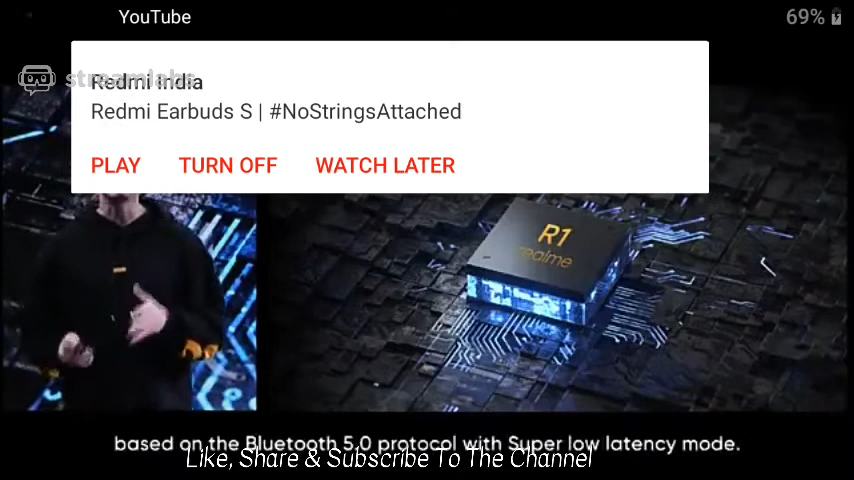 YouTube
69%
streamlabs
Redmi India
Redmi Earbuds S | #NoStringsAttached
PLAY TURN OFF WATCH LATER
R1
realme
based on the Bluetooth 5.0 protocol with Super low latency mode.
Like, Share & Subscribe To The Channel